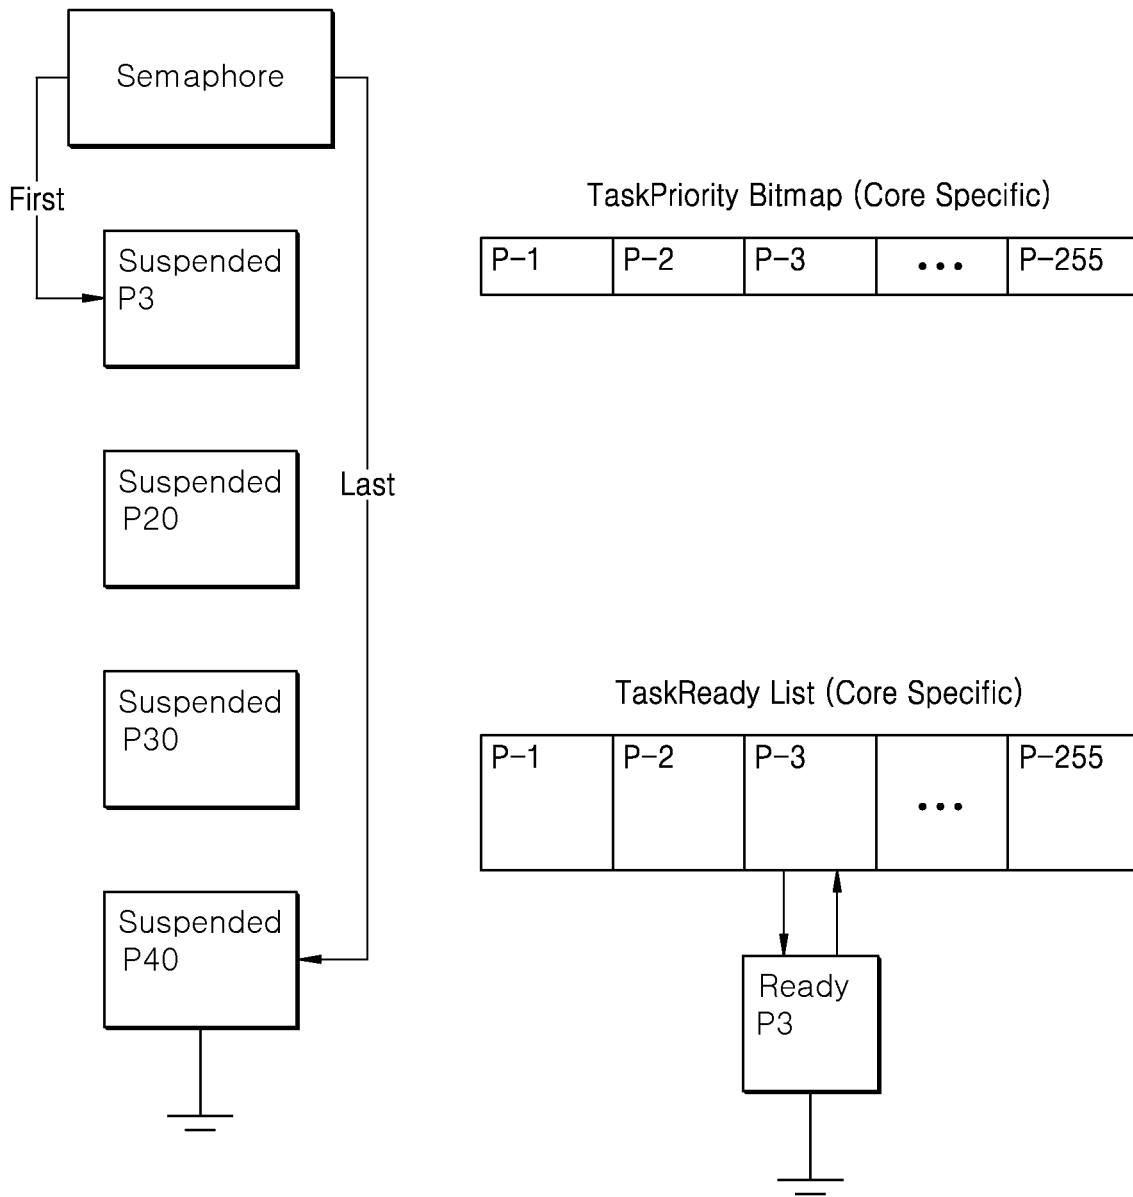 Semaphore
First
Suspended
P3
Suspended
P20
Last
Suspended
P30
Suspended
P40
TaskPriority Bitmap (Core Specific)
P-1 P-2 P-3 ••• P-255
TaskReady List (Core Specific)
P-1 P-2 P-3 ••• P-255
Ready
P3